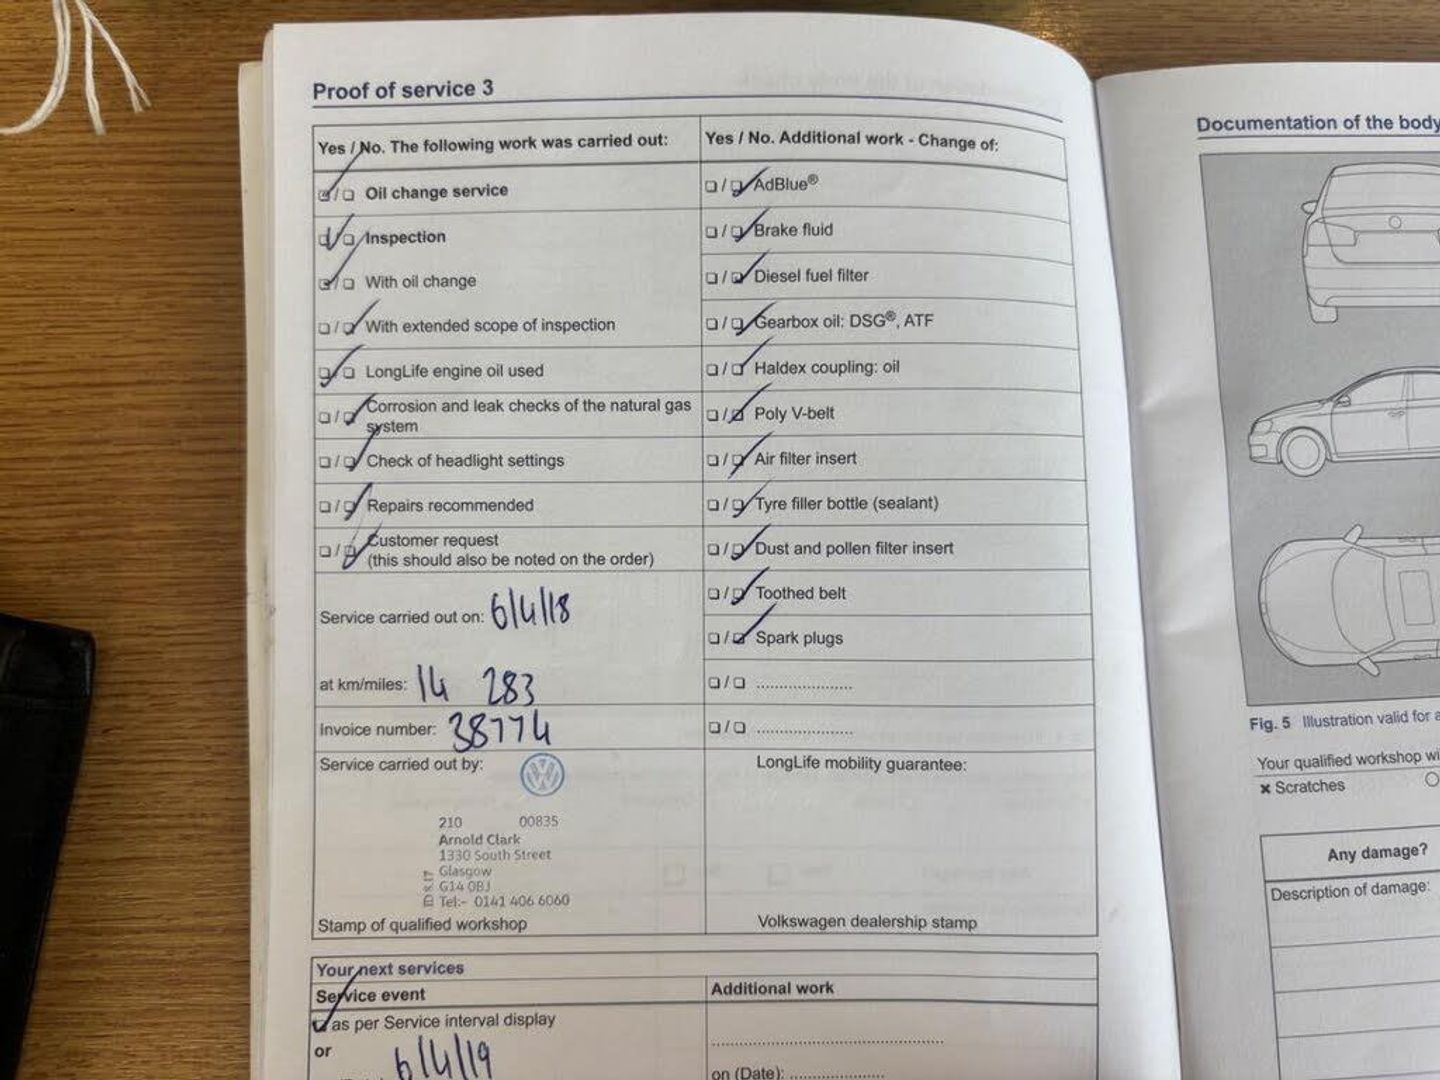 Proof of service 3
Yes / No. The following work was carried out:
Oil change service
Inspection
With oil change
With extended scope of inspection
LongLife engine oil used
Corrosion and leak checks of the natural gas
system
Check of headlight settings
Repairs recommended
Customer request
(this should also be noted on the order)
Service carried out on: 6/4/18
at km/miles: 14 283
Invoice number: 38774
Service carried out by:
210 00835
Arnold Clark
1330 South Street
Glasgow
G14 0BJ
Tel:- 0141 406 6060
Stamp of qualified workshop
Yes / No. Additional work - Change of:
AdBlue®
Brake fluid
Diesel fuel filter
Gearbox oil: DSG®, ATF
Haldex coupling: oil
Poly V-belt
Air filter insert
Tyre filler bottle (sealant)
Dust and pollen filter insert
Toothed belt
Spark plugs
LongLife mobility guarantee:
Volkswagen dealership stamp
Your next services
Service event
as per Service interval display
or
6/4/19
Additional work
on (Date):
Documentation of the body
Fig. 5 Illustration valid for a
Your qualified workshop wi
Scratches
Any damage?
Description of damage: